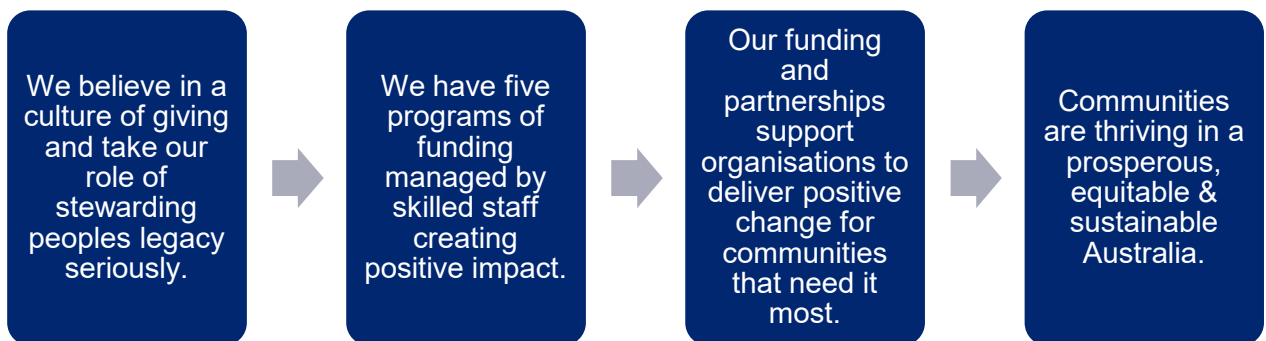 We believe in a
culture of giving
and take our
role of
stewarding
peoples legacy
seriously.
We have five
programs of
funding
managed by
skilled staff
creating
positive impact.
Our funding
and
partnerships
support
organisations to
deliver positive
change for
communities
that need it
most.
Communities
are thriving in a
prosperous,
equitable &
sustainable
Australia.